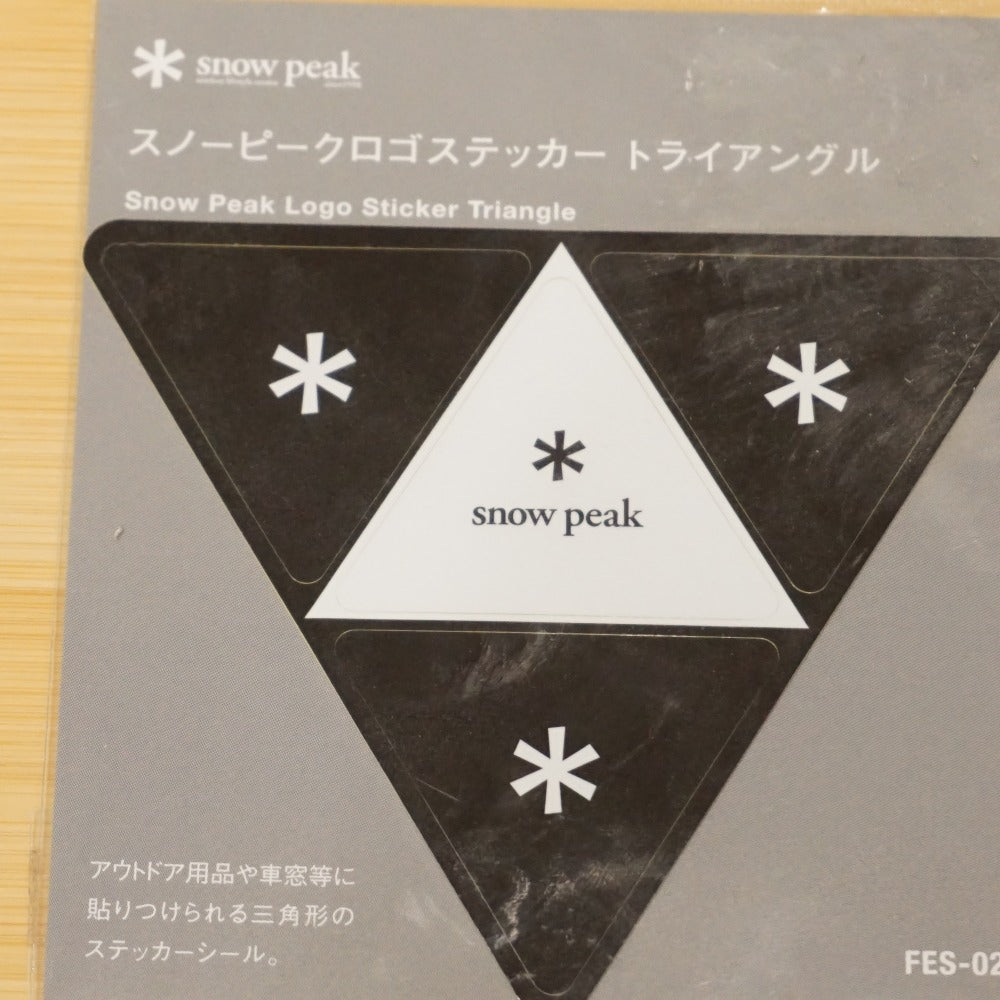 * snow peak
スノーピークロゴステッカー トライアングル
Snow Peak Logo Sticker Triangle
*
*
*
snow peak
*
アウトドア用品や車窓等に
貼りつけられる三角形の
ステッカーシール。
FES-02